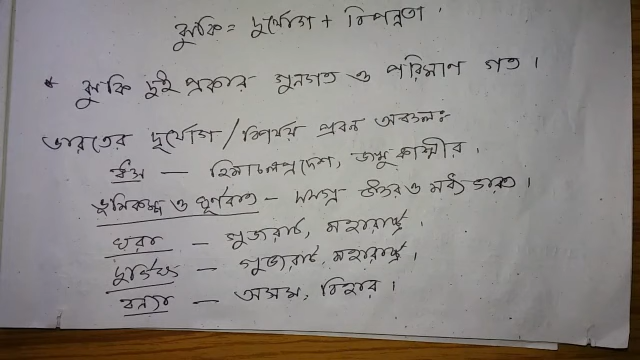 ঝুকি = দুর্যোগ + বিপন্নতা.
* ঝুকি দুই প্রকার গুনগত ও পরিমাণ গত।
ভারতের দুর্যোগ/বিপর্যয় প্রবন অঞ্চলঃ
ধস — হিমাচলপ্রদেশ, জম্মু কাশ্মীর.
ভূমিকম্প ও ঘূর্ণবাত - সমগ্র উত্তর ও মধ্য ভারত।
খরা — গুজরাট, মহারাষ্ট্র.
দুর্ভিক্ষ — গুজরাট, মহারাষ্ট্র।
বন্যা — অসম, বিহার।